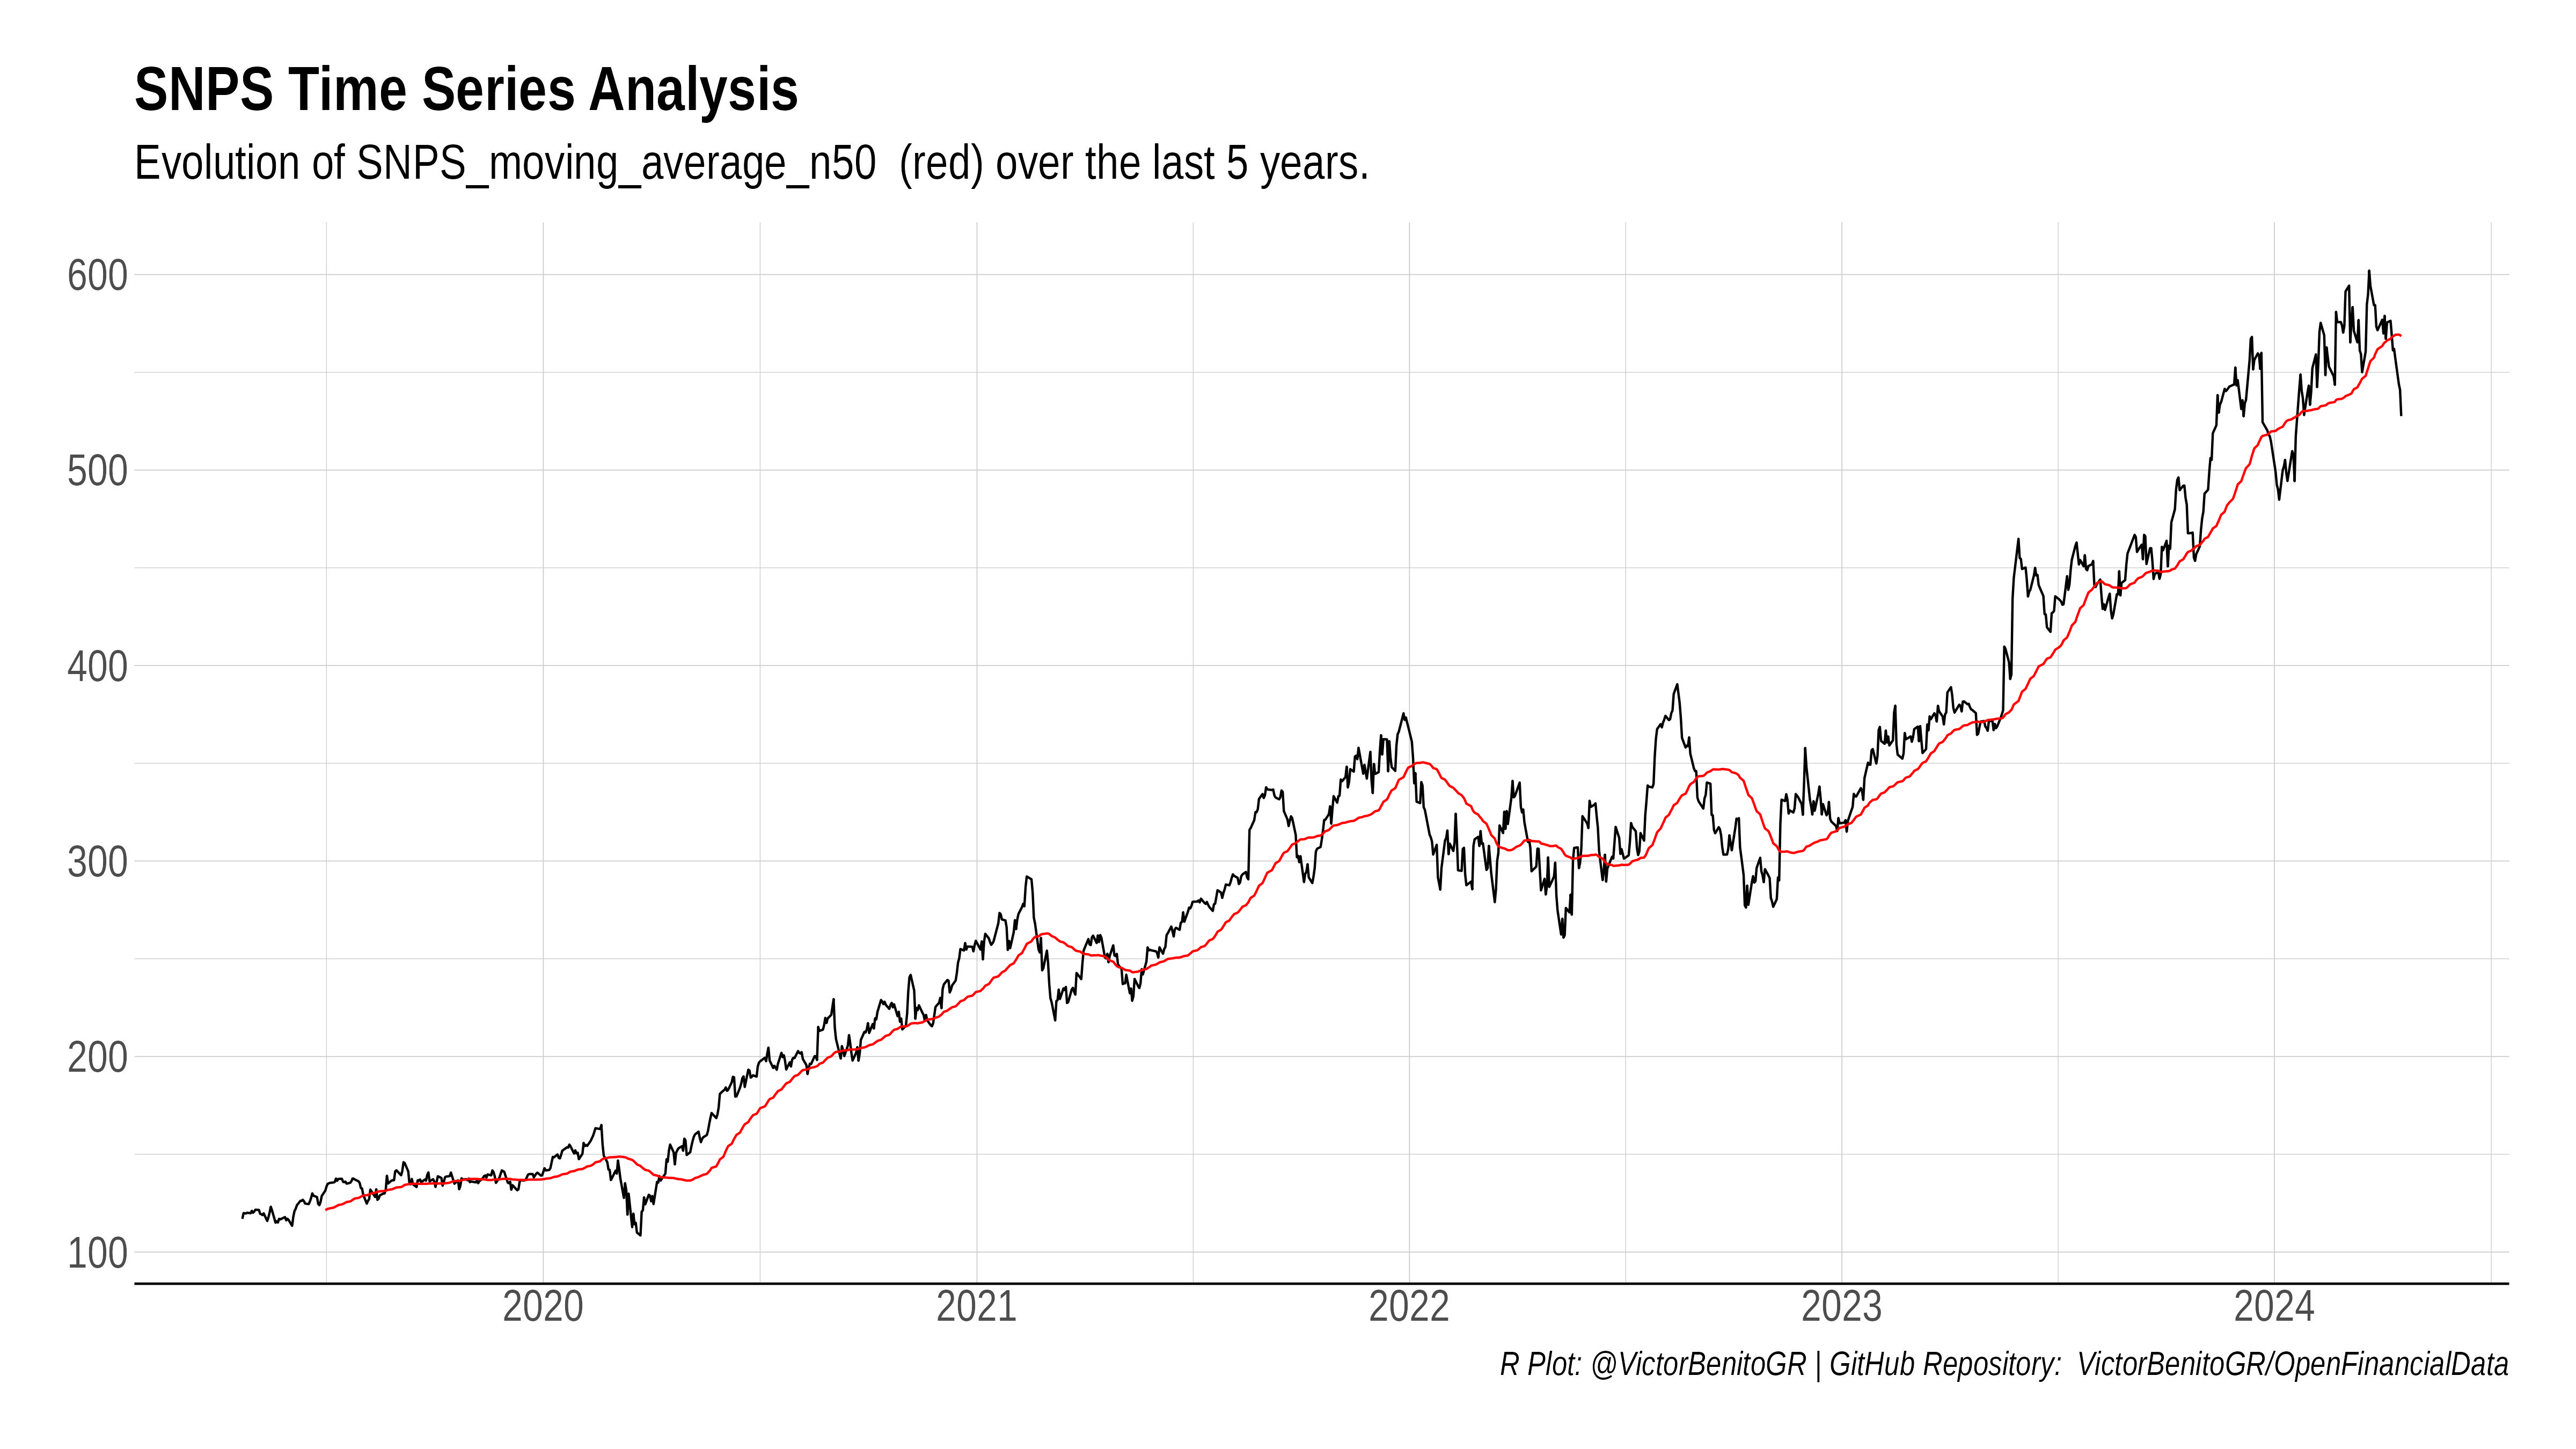 SNPS Time Series Analysis
Evolution of SNPS_moving_average_n50  (red) over the last 5 years.
600
500
400
300
200
100
2020 2021 2022 2023 2024
R Plot: @VictorBenitoGR | GitHub Repository:  VictorBenitoGR/OpenFinancialData